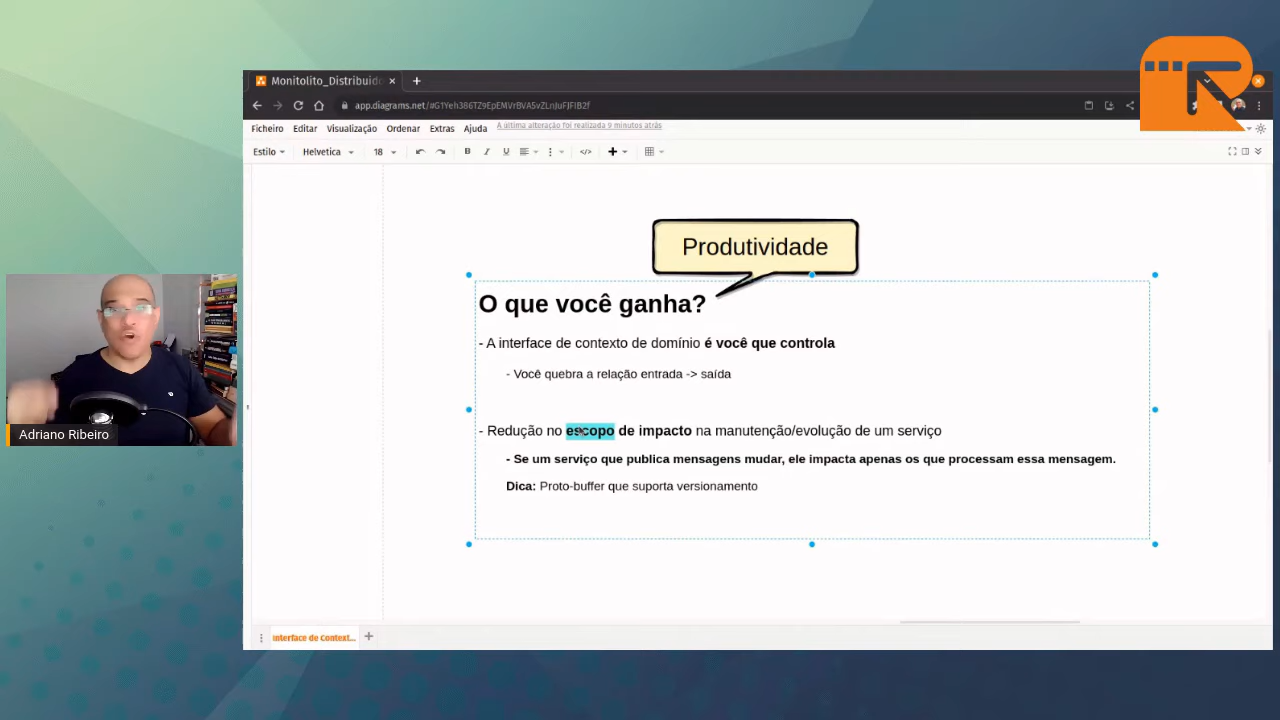 Monitolito_Distribuido
app.diagrams.net/#G1Yeh386TZ9EpEMVrBVA5vZLnJuFJFIB2f
Ficheiro Editar Visualização Ordenar Extras Ajuda A última alteração foi realizada 9 minutos atrás
Estilo Helvetica 18 B I U </>
Produtividade
O que você ganha?
- A interface de contexto de domínio é você que controla
- Você quebra a relação entrada -> saída
- Redução no escopo de impacto na manutenção/evolução de um serviço
- Se um serviço que publica mensagens mudar, ele impacta apenas os que processam essa mensagem.
Dica: Proto-buffer que suporta versionamento
Adriano Ribeiro
Interface de Context...